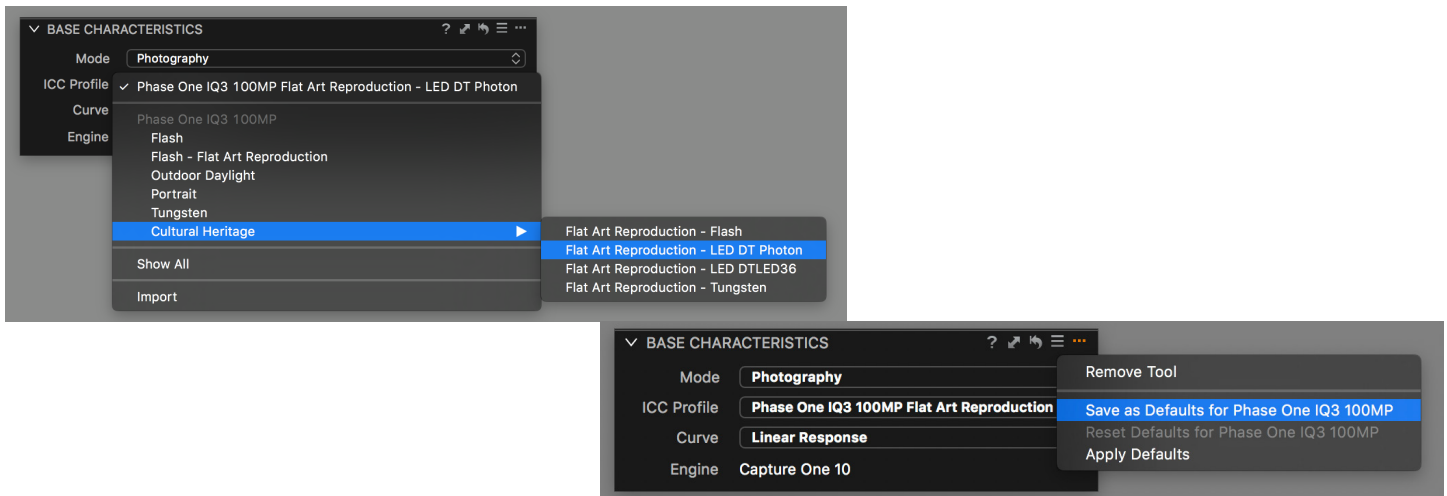 BASE CHARACTERISTICS ?
Mode Photography
ICC Profile ✓ Phase One IQ3 100MP Flat Art Reproduction - LED DT Photon
Curve
Phase One IQ3 100MP
Engine
Flash
Flash - Flat Art Reproduction
Outdoor Daylight
Portrait
Tungsten
Cultural Heritage
Flat Art Reproduction - Flash
Flat Art Reproduction - LED DT Photon
Flat Art Reproduction - LED DTLED36
Flat Art Reproduction - Tungsten
Show All
Import
BASE CHARACTERISTICS ?
Mode Photography
ICC Profile Phase One IQ3 100MP Flat Art Reproduction
Curve Linear Response
Engine Capture One 10
Remove Tool
Save as Defaults for Phase One IQ3 100MP
Reset Defaults for Phase One IQ3 100MP
Apply Defaults